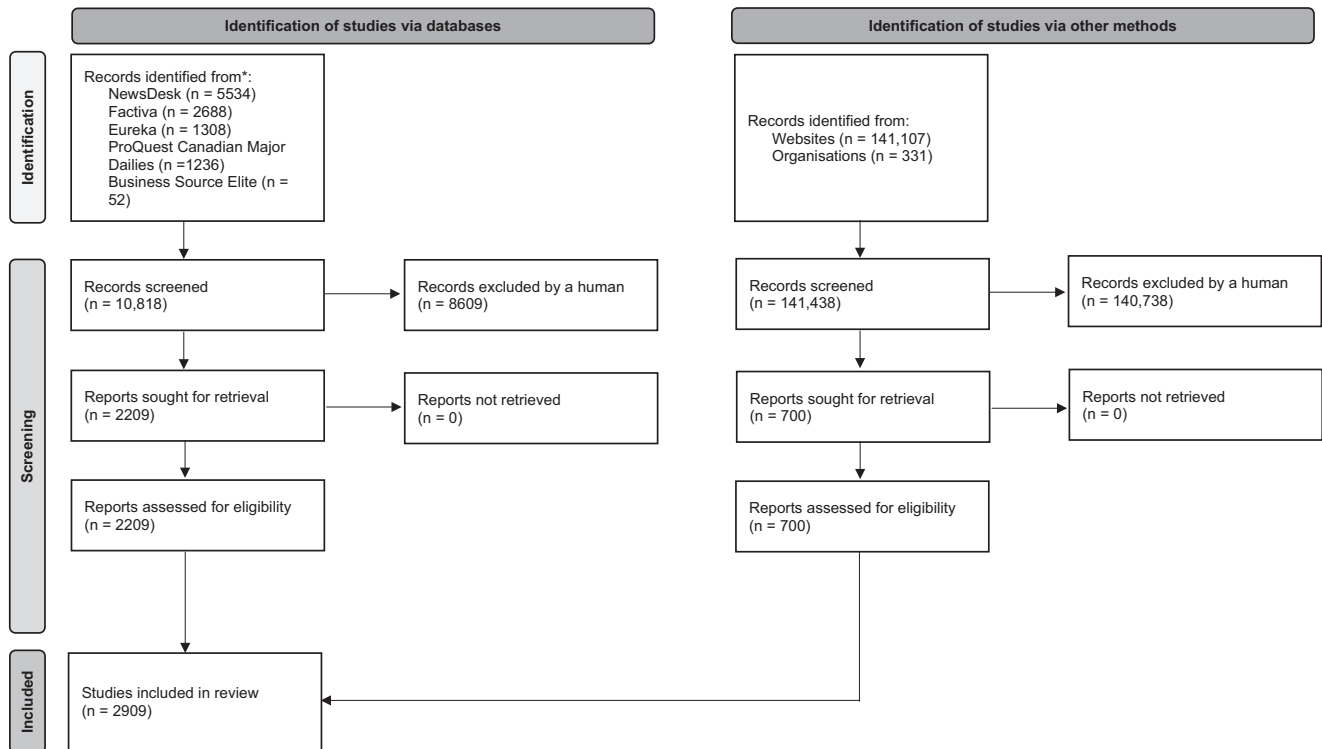 Identification of studies via databases
Identification of studies via other methods
Identification
Records identified from*:
NewsDesk (n = 5534)
Factiva (n = 2688)
Eureka (n = 1308)
ProQuest Canadian Major
Dailies (n =1236)
Business Source Elite (n =
52)
Records identified from:
Websites (n = 141,107)
Organisations (n = 331)
Screening
Records screened
(n = 10,818)
Records excluded by a human
(n = 8609)
Records screened
(n = 141,438)
Records excluded by a human
(n = 140,738)
Reports sought for retrieval
(n = 2209)
Reports not retrieved
(n = 0)
Reports sought for retrieval
(n = 700)
Reports not retrieved
(n = 0)
Reports assessed for eligibility
(n = 2209)
Reports assessed for eligibility
(n = 700)
Included
Studies included in review
(n = 2909)